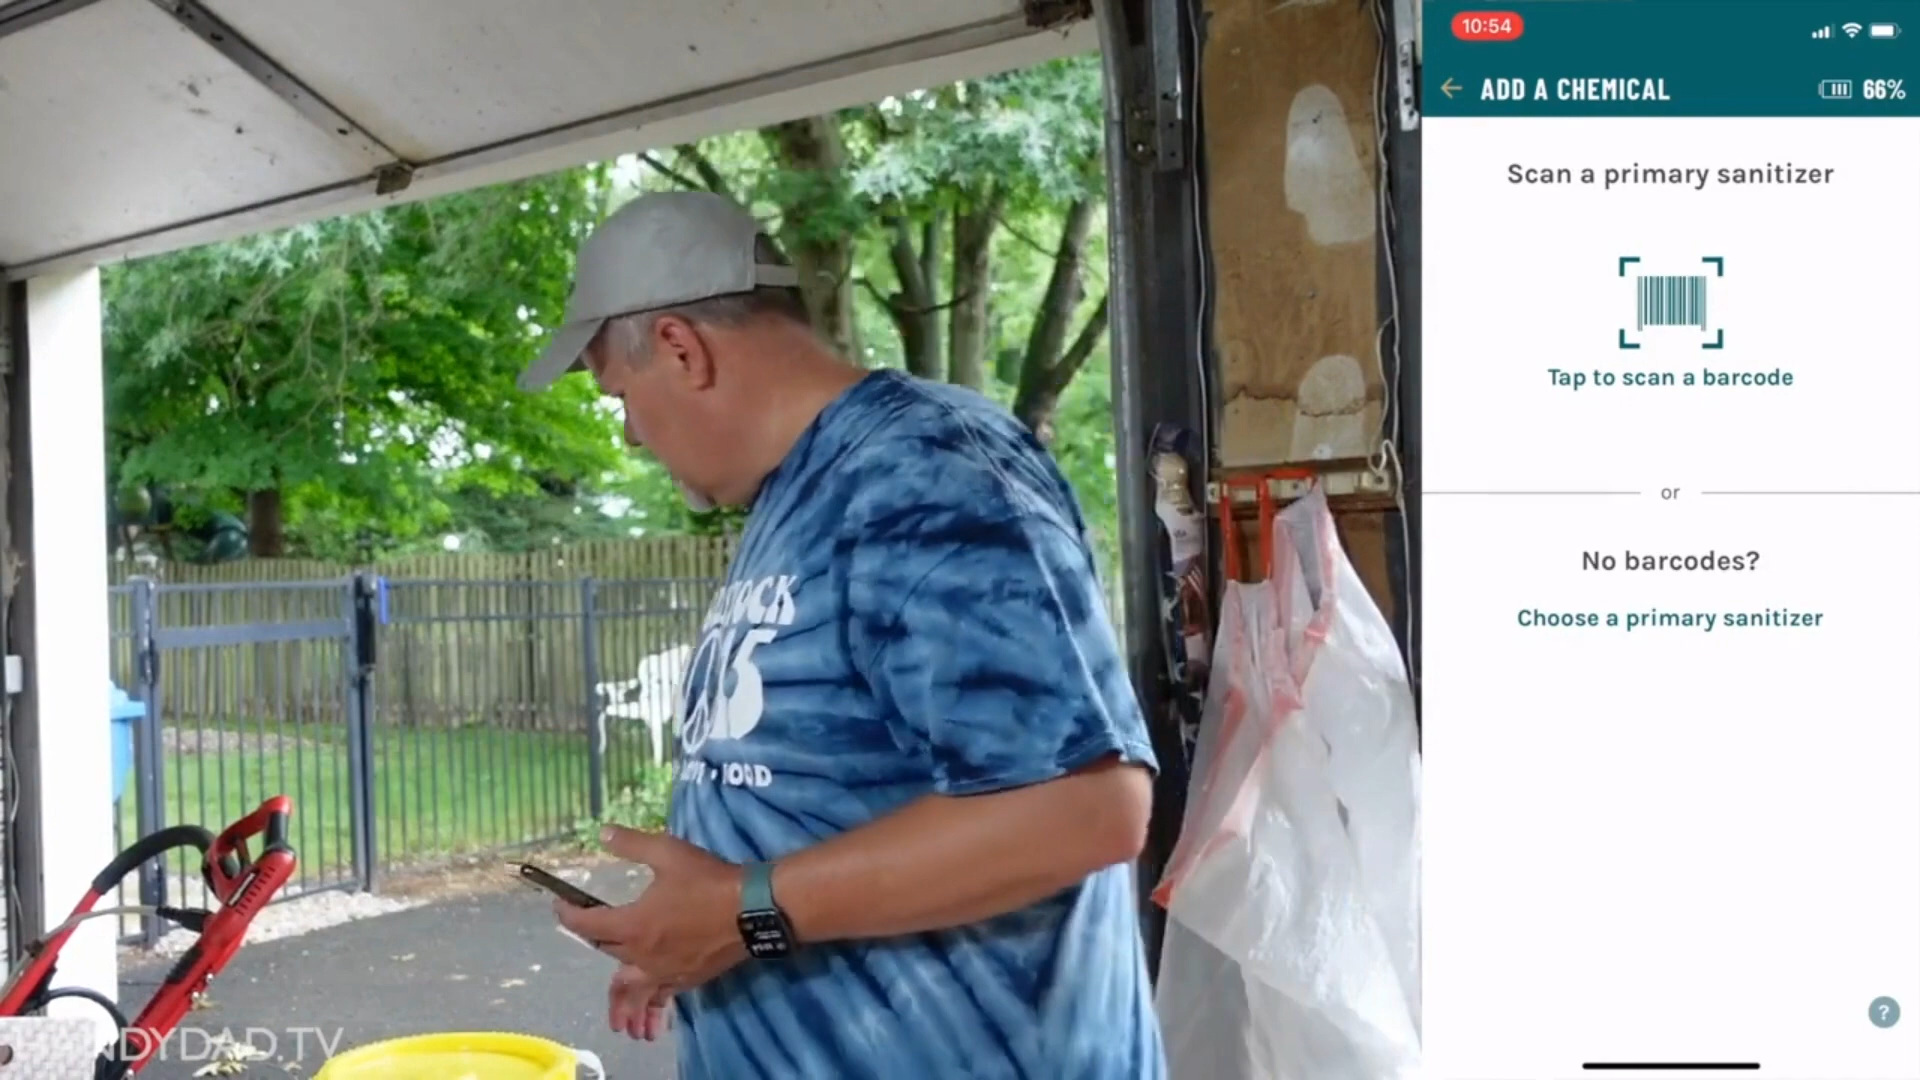 10:54
ADD A CHEMICAL
66%
Scan a primary sanitizer
Tap to scan a barcode
or
No barcodes?
Choose a primary sanitizer
?
HANDYDAD.TV